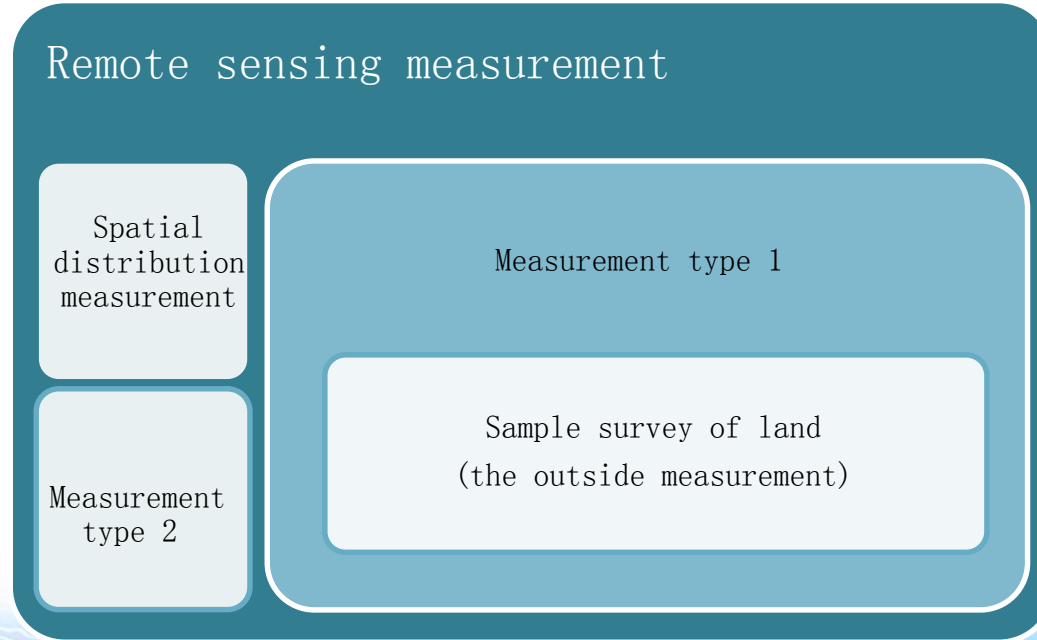 Remote sensing measurement
Spatial
distribution
measurement
Measurement type 1
Sample survey of land
(the outside measurement)
Measurement
type 2